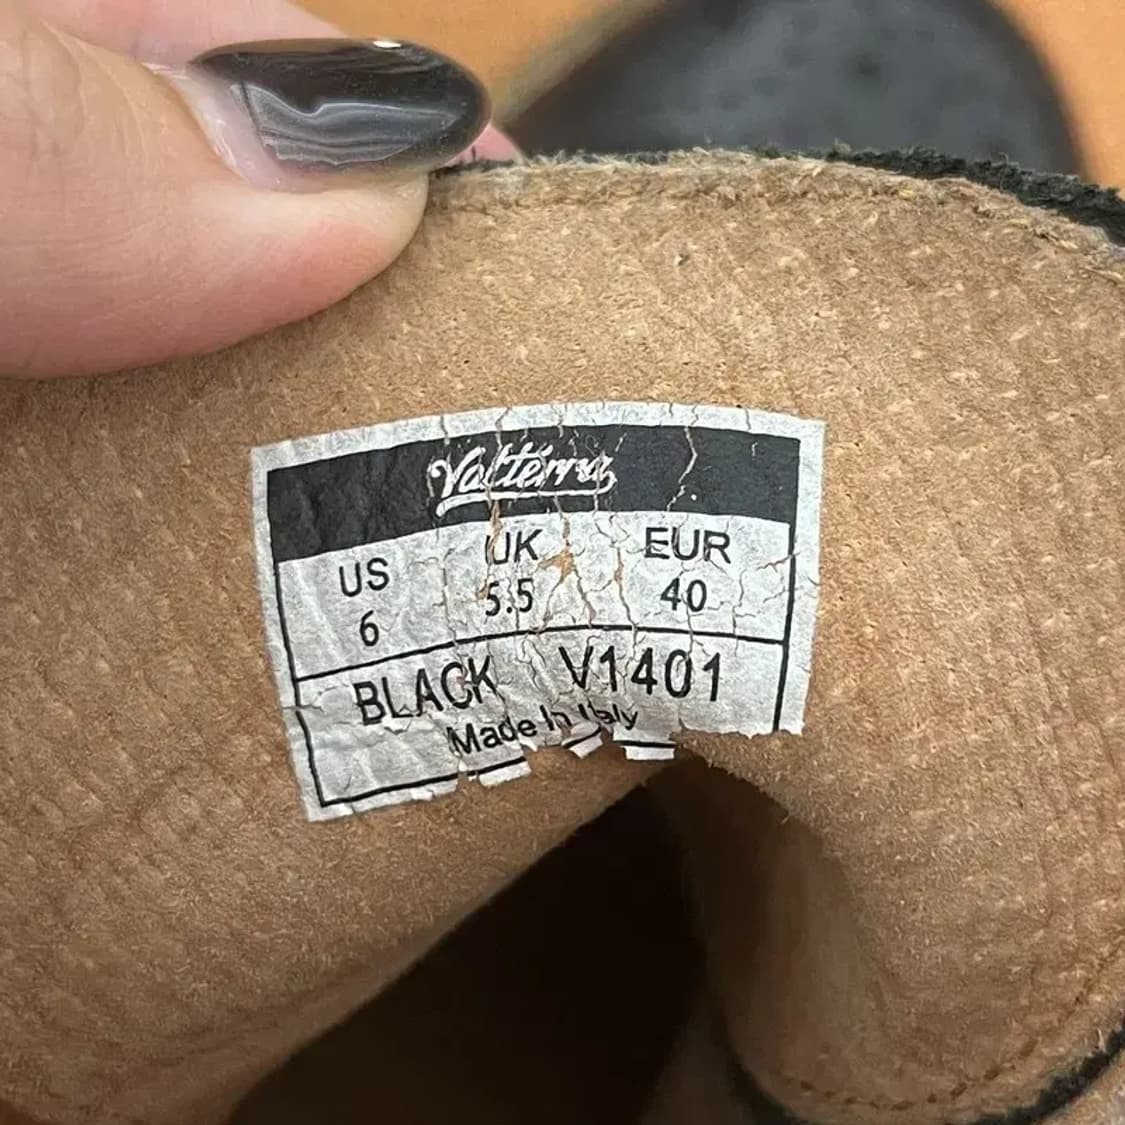 Valterra
US UK EUR
6 5.5 40
BLACK V1401
Made In Italy